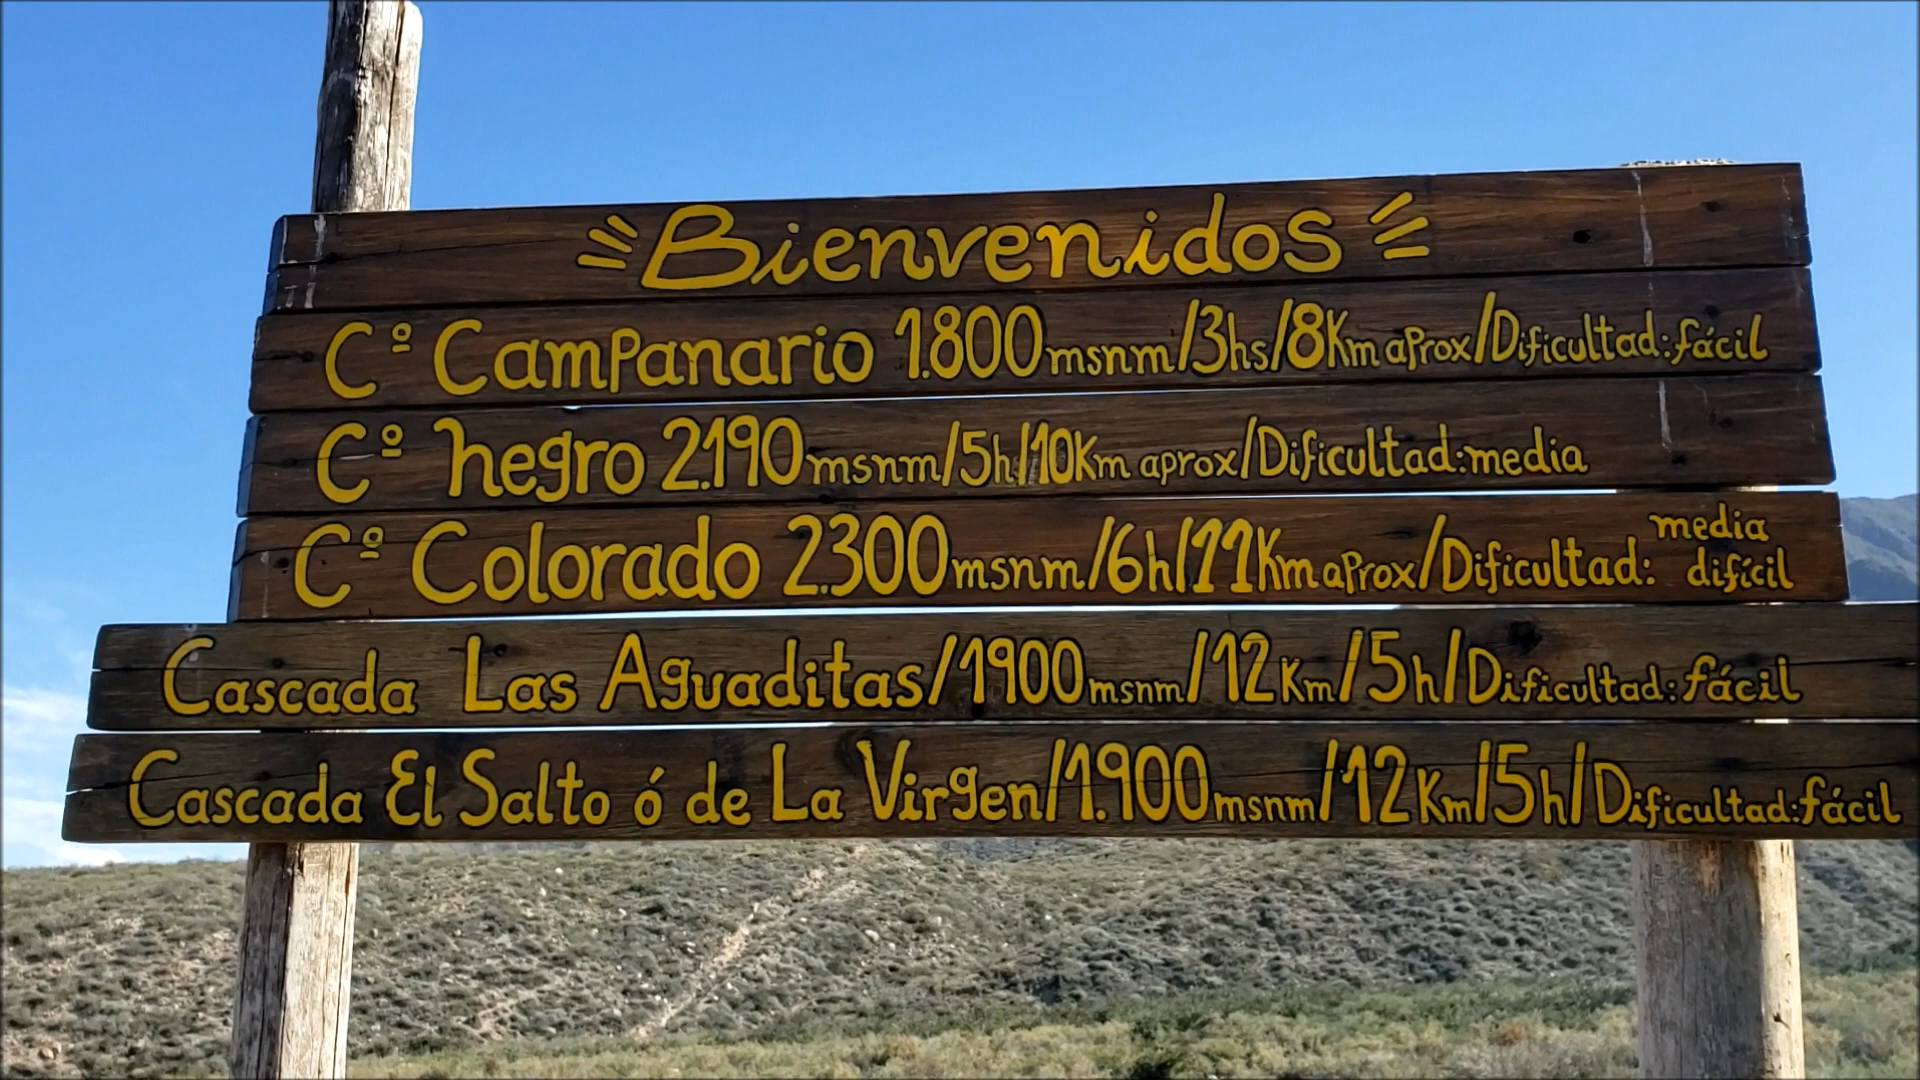 Bienvenidos
Cº Campanario 1.800msnm/3hs/8Km aprox/Dificultad:fácil
Cº negro 2.190msnm/5h/10Km aprox/Dificultad:media
Cº Colorado 2.300msnm/6h/11Km aprox/Dificultad: media difícil
Cascada Las Aguaditas/1900msnm/12Km/5h/Dificultad:fácil
Cascada El Salto ó de La Virgen/1.900msnm/12Km/5h/Dificultad:fácil